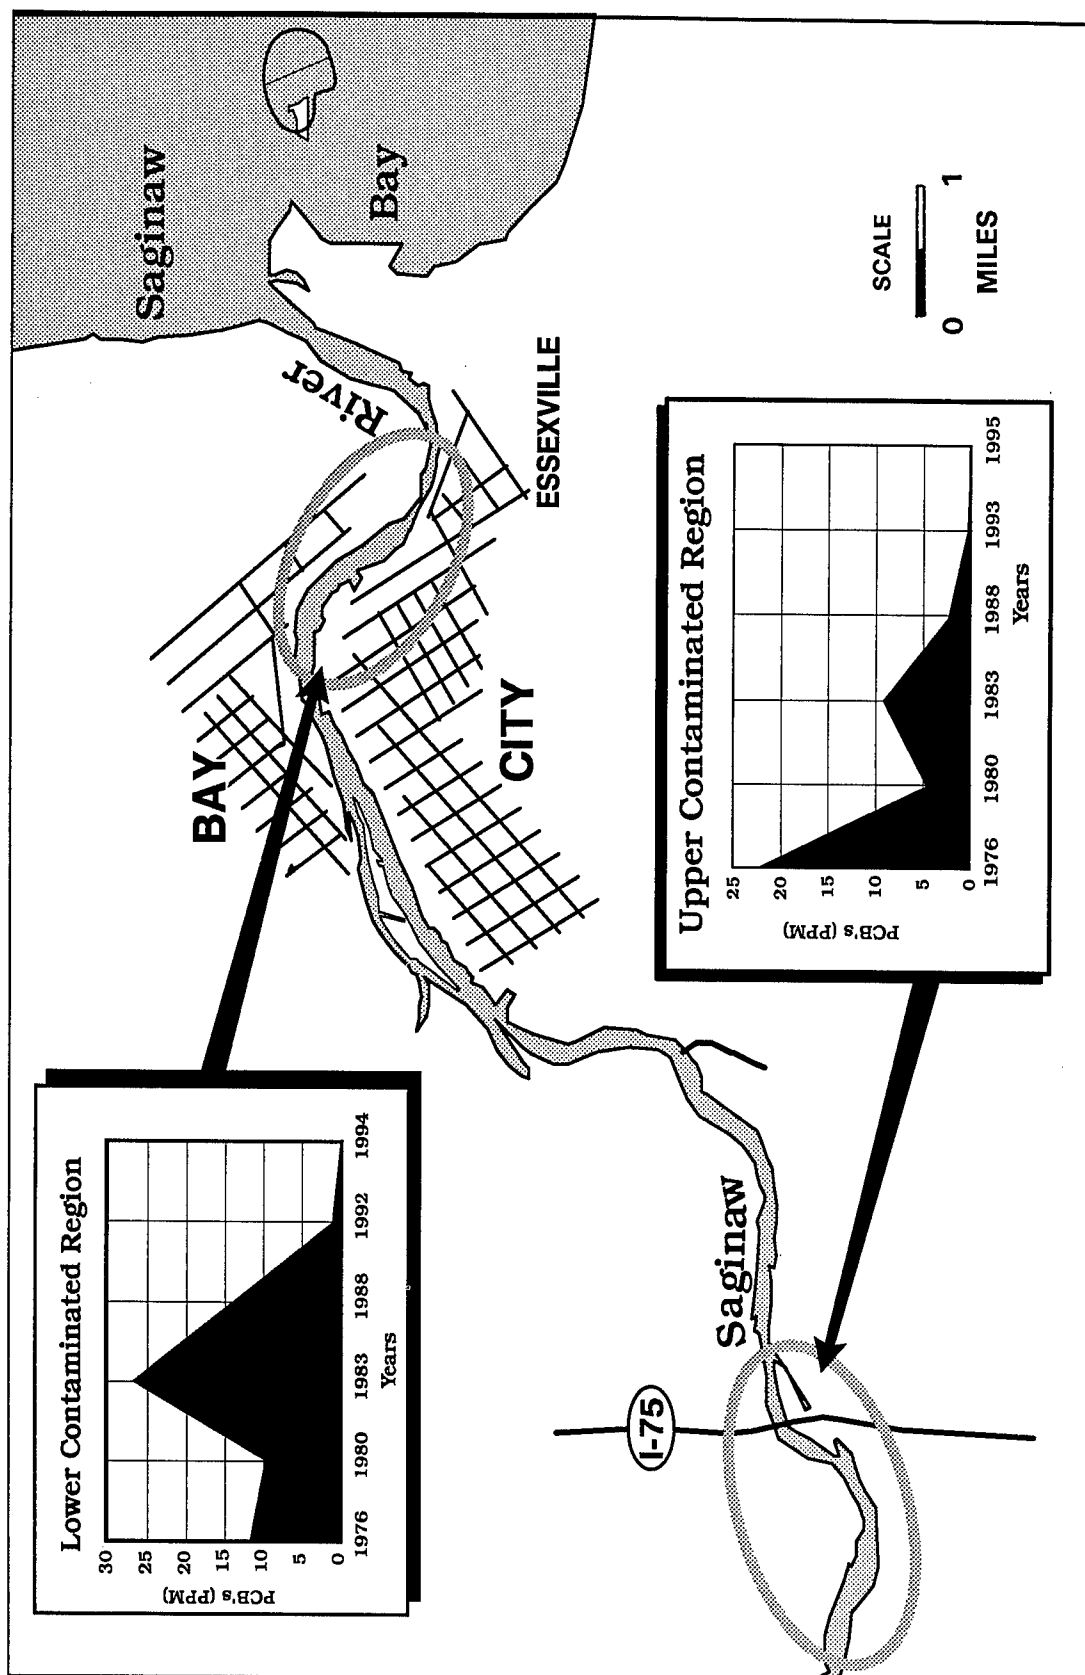 Saginaw
Bay
River
ESSEXVILLE
BAY
CITY
SCALE
0 1
MILES
Lower Contaminated Region
PCB's (PPM)
30
25
20
15
10
5
0
1976 1980 1983 1988 1992 1994
Years
Saginaw
I-75
Upper Contaminated Region
PCB's (PPM)
25
20
15
10
5
0
1976 1980 1983 1988 1993 1995
Years